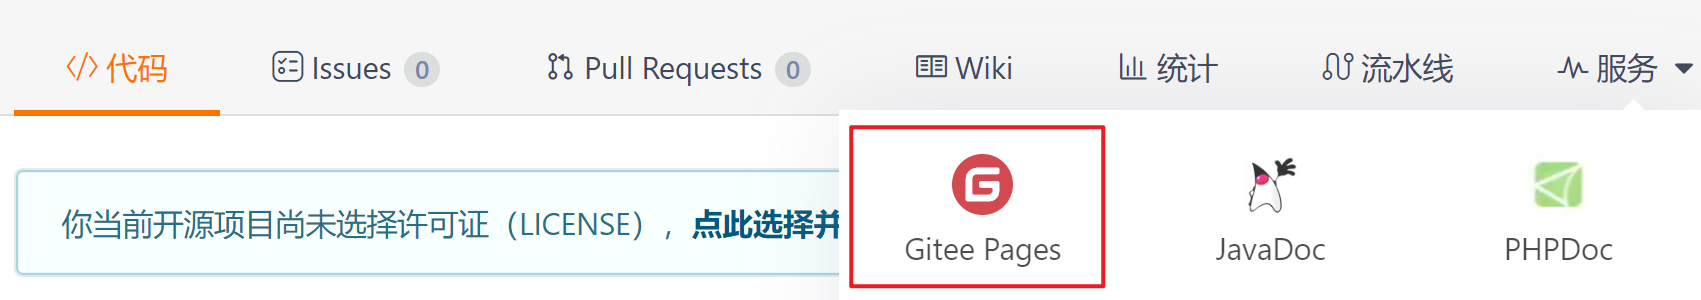 代码 Issues 0 Pull Requests 0 Wiki 统计 流水线 服务
你当前开源项目尚未选择许可证（LICENSE），点此选择并
Gitee Pages JavaDoc PHPDoc